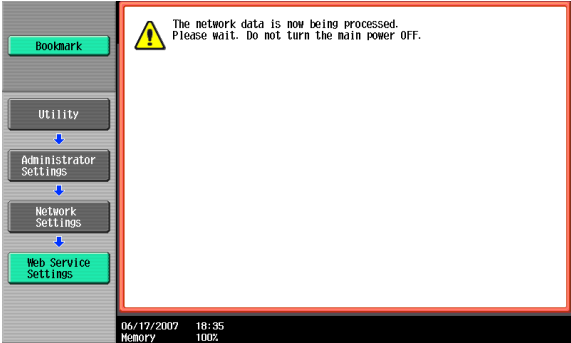 Bookmark
Utility
Administrator
Settings
Network
Settings
Web Service
Settings
The network data is now being processed.
Please wait. Do not turn the main power OFF.
06/17/2007 18:35
Memory 100%